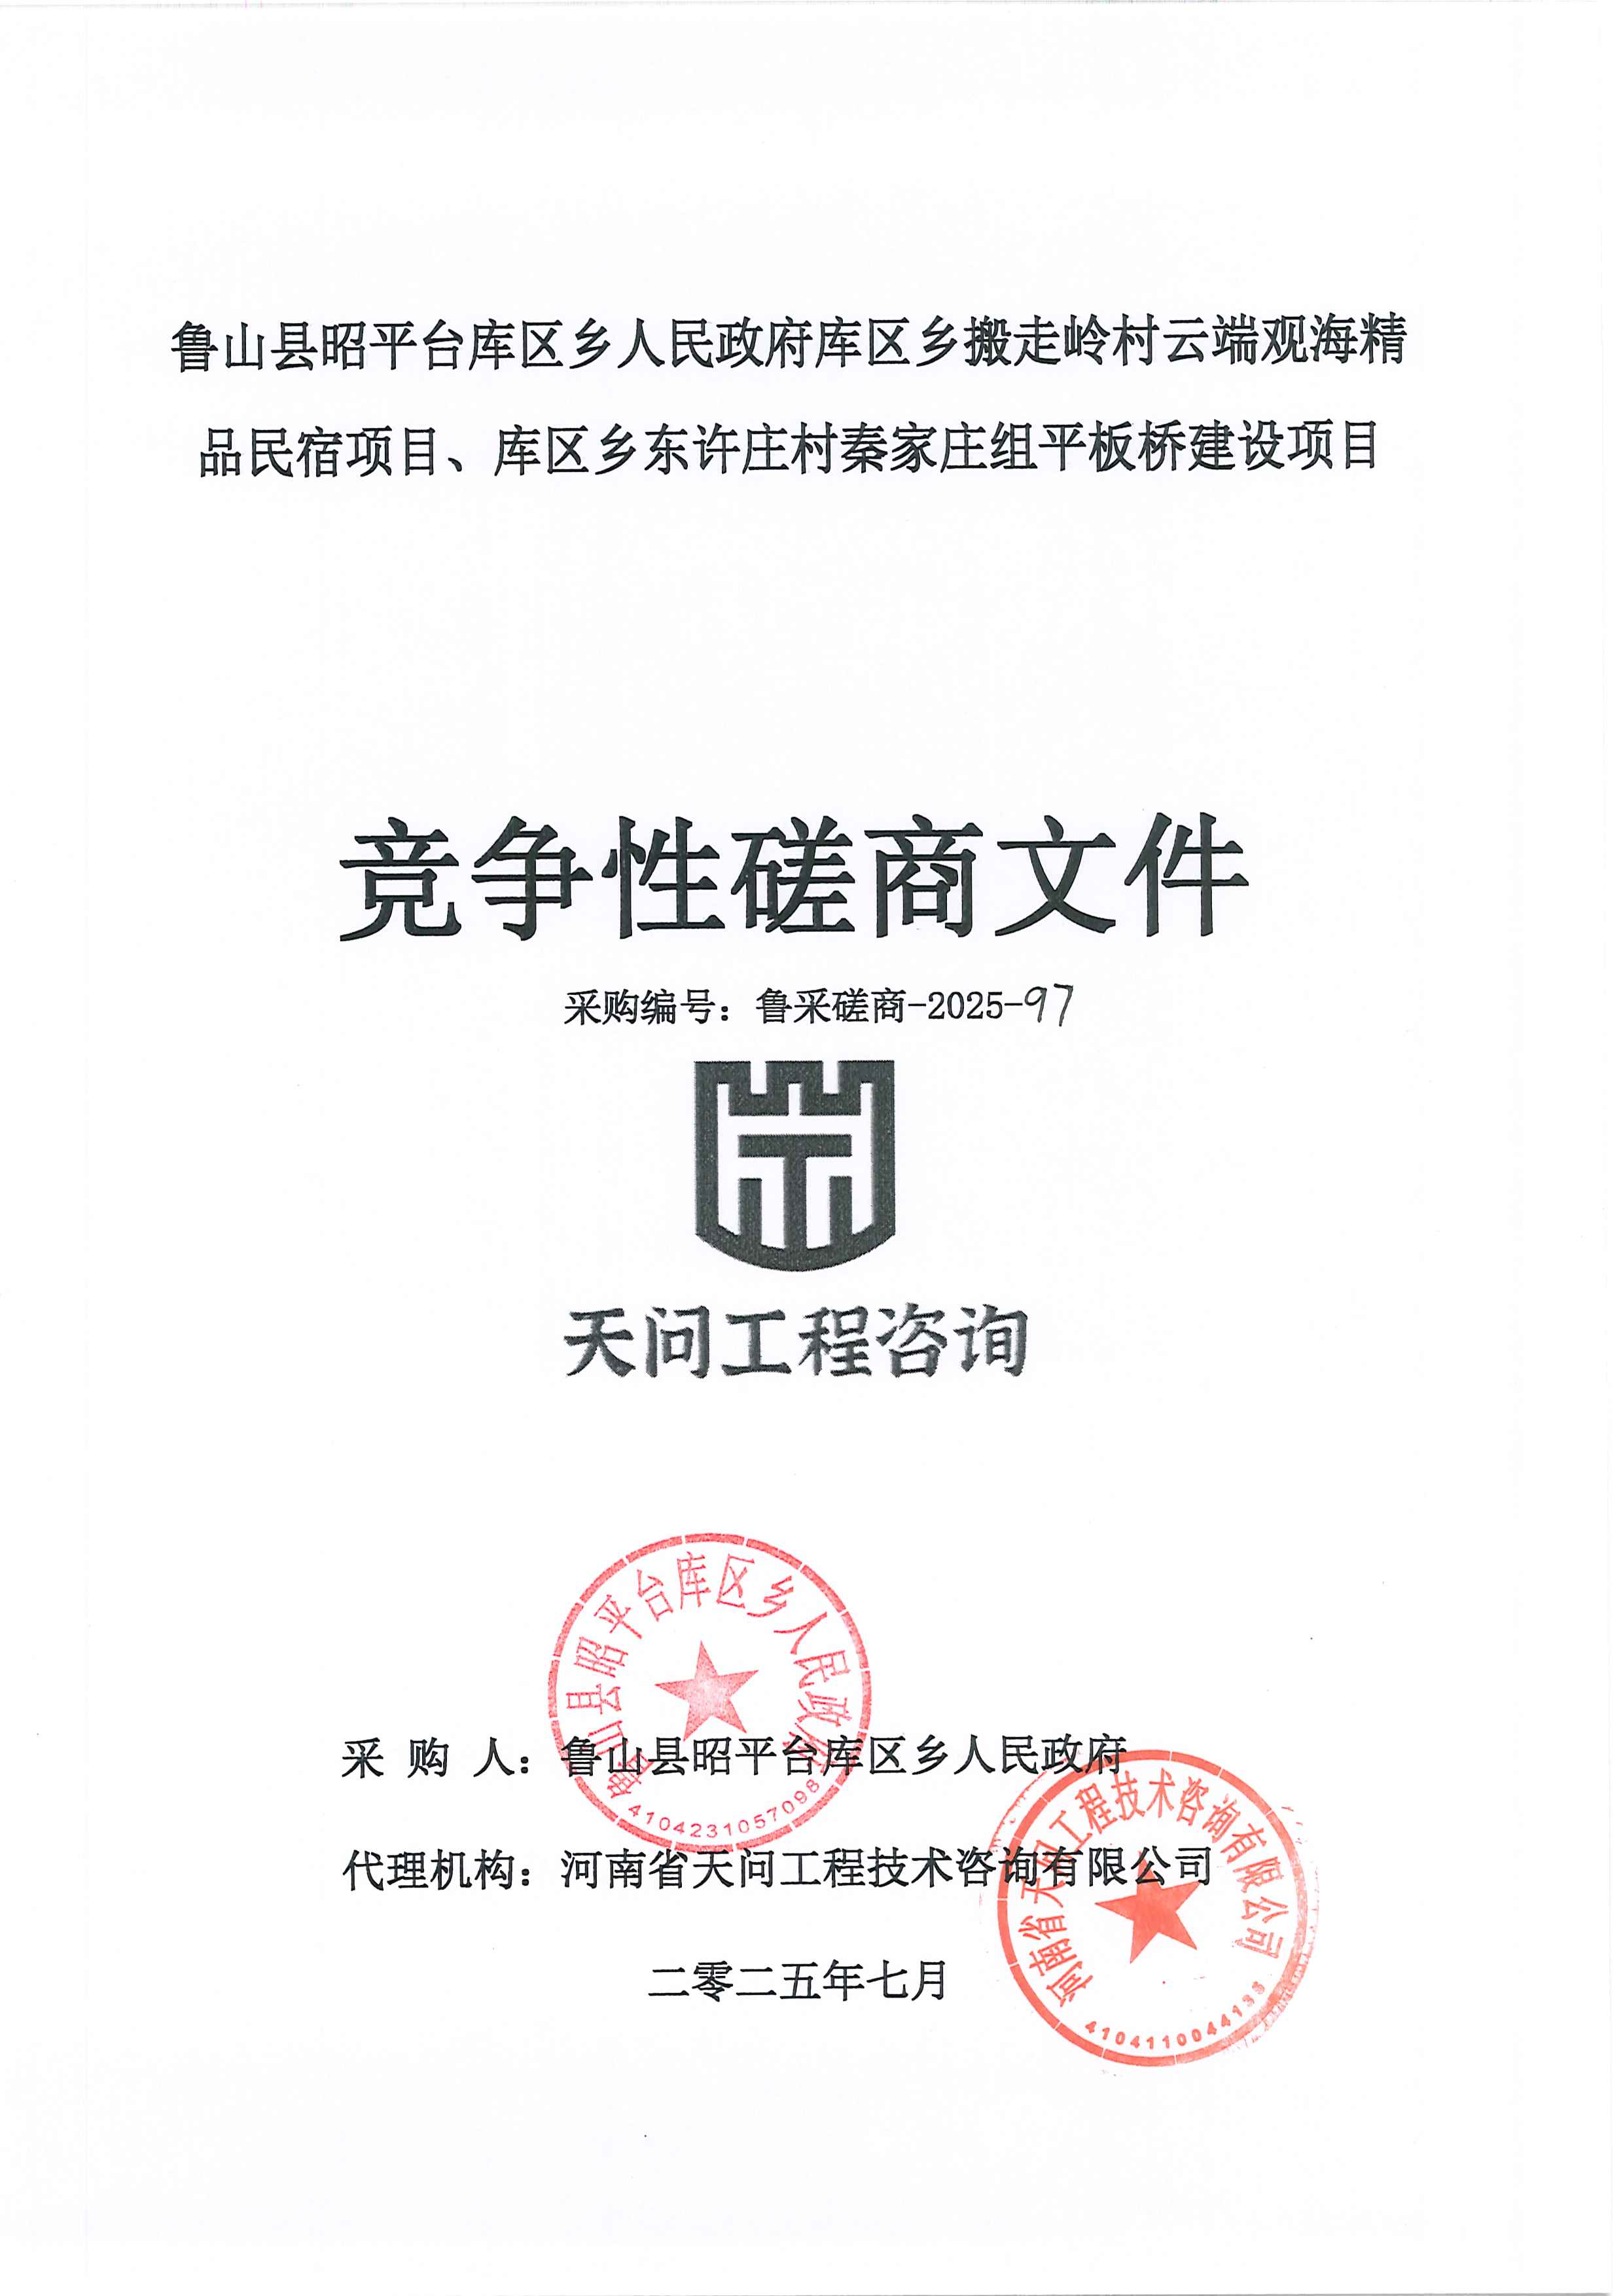 鲁山县昭平台库区乡人民政府库区乡搬走岭村云端观海精
品民宿项目、库区乡东许庄村秦家庄组平板桥建设项目
竞争性磋商文件
采购编号：鲁采磋商-2025-97
天问工程咨询
鲁山县昭平台库区乡人民政府
4104231057098
采 购 人：鲁山县昭平台库区乡人民政府
代理机构：河南省天问工程技术咨询有限公司
河南省天问工程技术咨询有限公司
4104110044133
二零二五年七月